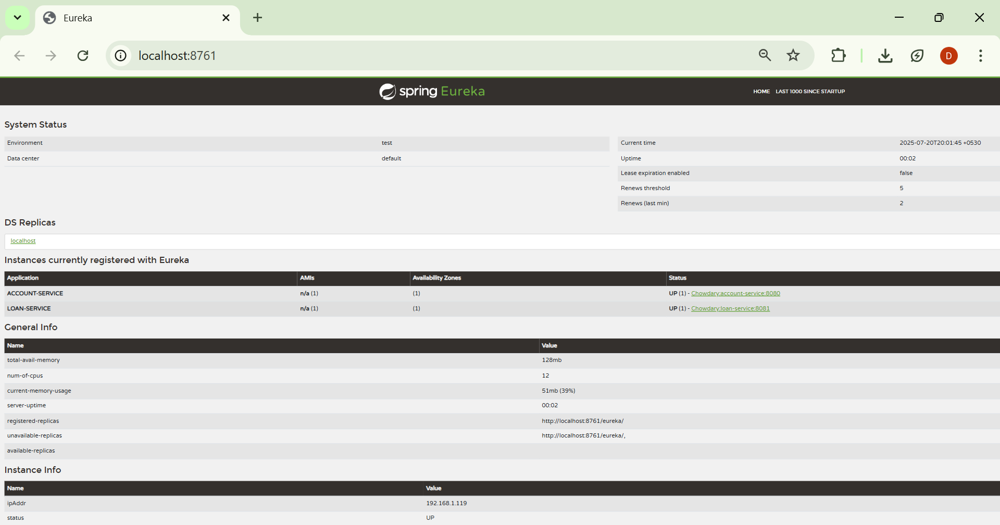 Eureka
localhost:8761
D
spring Eureka
HOME LAST 1000 SINCE STARTUP
System Status
Environment test
Data center default
Current time 2025-07-20T20:01:45 +0530
Uptime 00:02
Lease expiration enabled false
Renews threshold 5
Renews (last min) 2
DS Replicas
localhost
Instances currently registered with Eureka
Application AMIs Availability Zones Status
ACCOUNT-SERVICE n/a (1) (1) UP (1) - Chowdary:account-service:8080
LOAN-SERVICE n/a (1) (1) UP (1) - Chowdary:loan-service:8081
General Info
Name Value
total-avail-memory 128mb
num-of-cpus 12
current-memory-usage 51mb (39%)
server-uptime 00:02
registered-replicas http://localhost:8761/eureka/
unavailable-replicas http://localhost:8761/eureka/,
available-replicas
Instance Info
Name Value
ipAddr 192.168.1.119
status UP